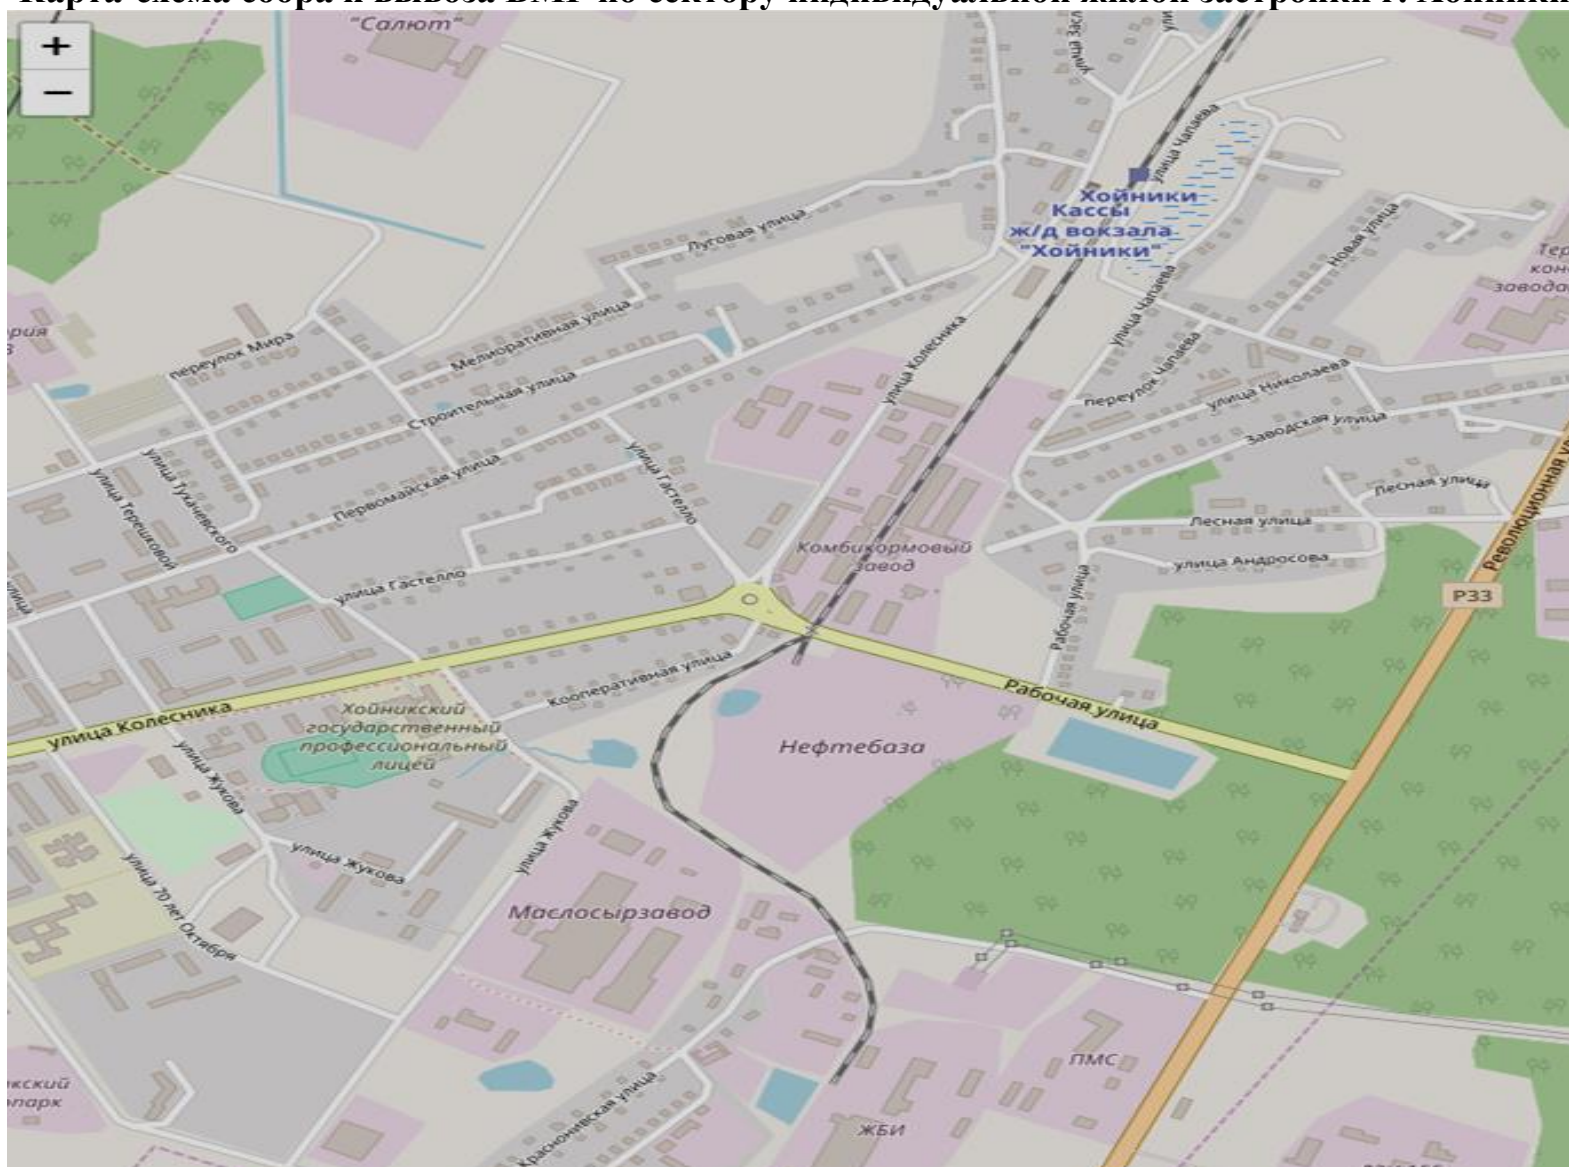 Карта-схема сбора и вывоза ВМР по сектору индивидуальной жилой застройки г. Хойники
+
−
"Салют"
улица Чапаева
Хойники
Кассы
ж/д вокзала
"Хойники"
Луговая улица
Новая улица
Мелиоративная улица
переулок Мира
улица Чапаева
улица Колесника
переулок Чапаева
улица Николаева
Строительная улица
Заводская улица
Первомайская улица
улица Тухачевского
улица Терешковой
улица Гастелло
Лесная улица
Лесная улица
улица Андросова
Комбикормовый
завод
улица Гастелло
улица
Рабочая улица
Р33
Кооперативная улица
Рабочая улица
улица Колесника
Хойникский
государственный
профессиональный
лицей
Нефтебаза
улица Жукова
улица Жукова
улица Жукова
улица 70 лет Октября
Маслосырзавод
ПМС
Краснонивская улица
ЖБИ